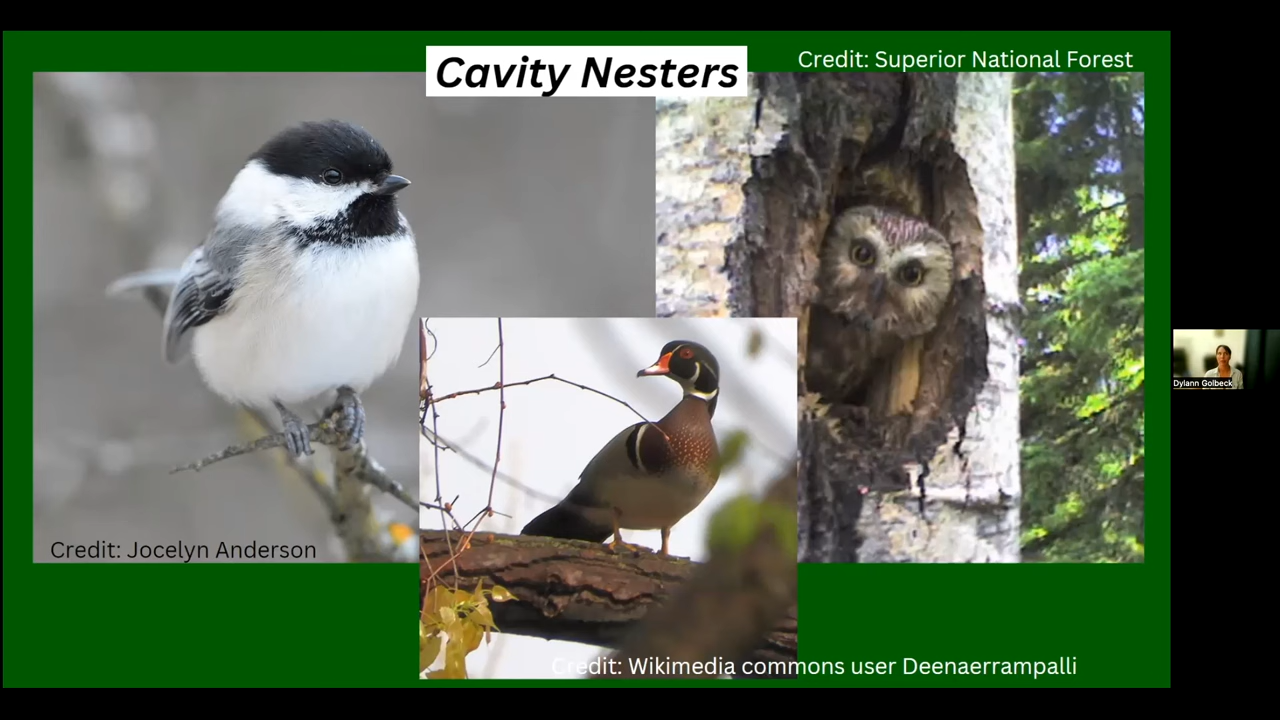 Cavity Nesters
Credit: Superior National Forest
Credit: Jocelyn Anderson
Credit: Wikimedia commons user Deenaerrampalli
Dylann Golbeck